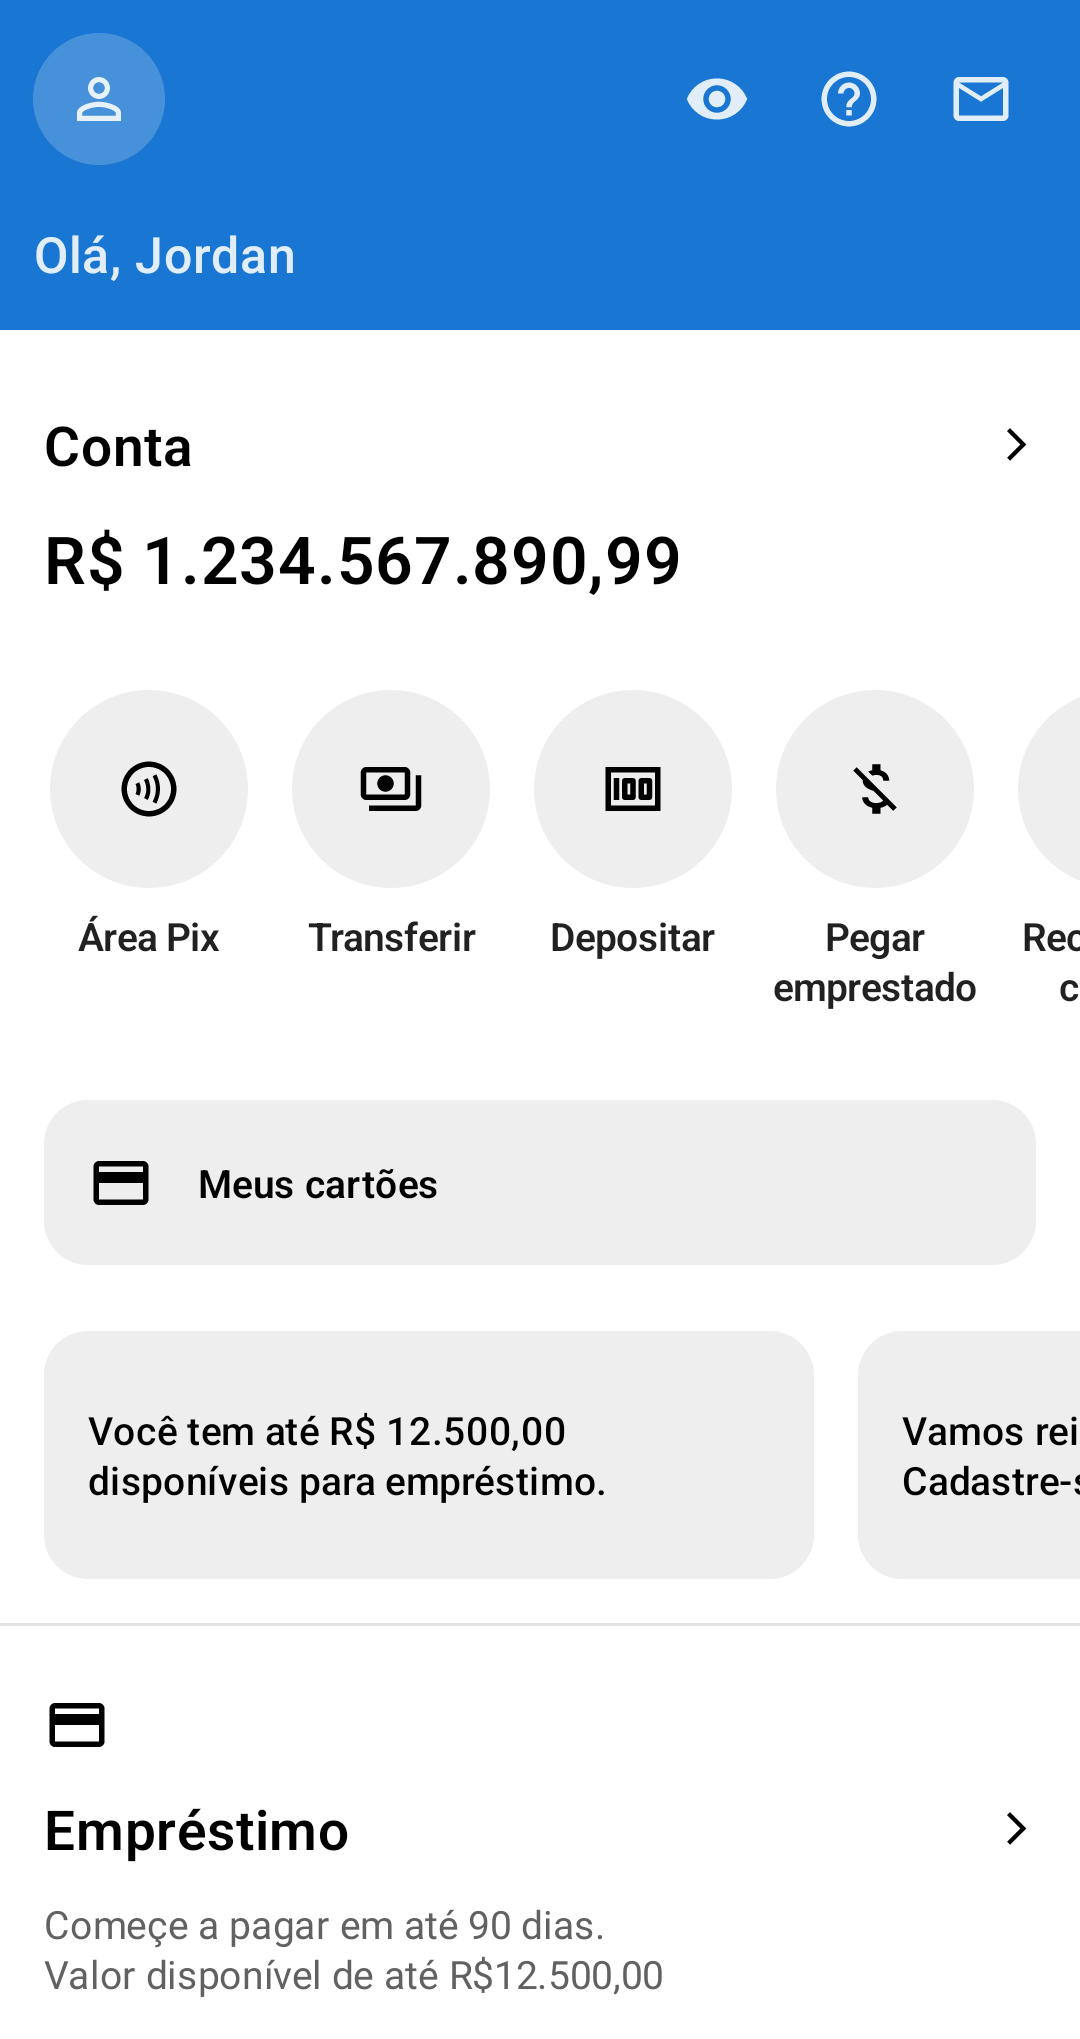 Olá, Jordan
Conta
R$ 1.234.567.890,99
Área Pix
Transferir
Depositar
Pegar
emprestado
Meus cartões
Você tem até R$ 12.500,00
disponíveis para empréstimo.
Vamos rei
Cadastre-
Empréstimo
Começe a pagar em até 90 dias.
Valor disponível de até R$12.500,00